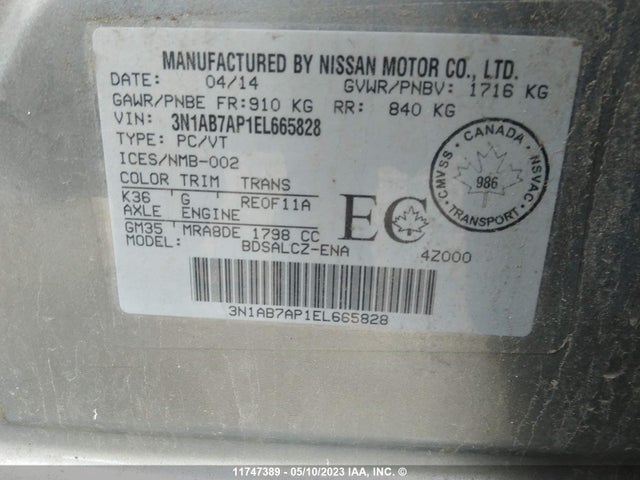 MANUFACTURED BY NISSAN MOTOR CO., LTD.
DATE: 04/14 GVWR/PNBV: 1716 KG
GAWR/PNBE FR: 910 KG RR: 840 KG
VIN: 3N1AB7AP1EL665828
TYPE: PC/VT
ICES/NMB-002
COLOR TRIM TRANS
K36 G RE0F11A
AXLE ENGINE
GM35 MRA8DE 1798 CC
MODEL: BDSALCZ-ENA
EC
4Z000
CMVSS - CANADA - NSVAC
986
TRANSPORT
3N1AB7AP1EL665828
11747389 - 05/10/2023 IAA, Inc. ©